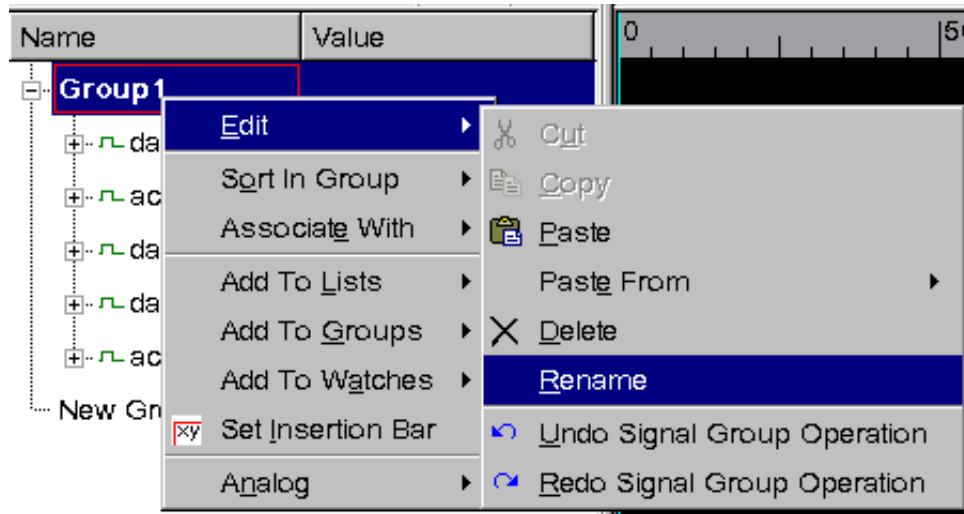 Name Value 0 50
Group1
Edit
Cut
da
Sort In Group
Copy
ac
Associate With
Paste
da
Add To Lists
Paste From
da
Add To Groups
Delete
ac
Add To Watches
Rename
New Gr
xy Set Insertion Bar
Undo Signal Group Operation
Analog
Redo Signal Group Operation